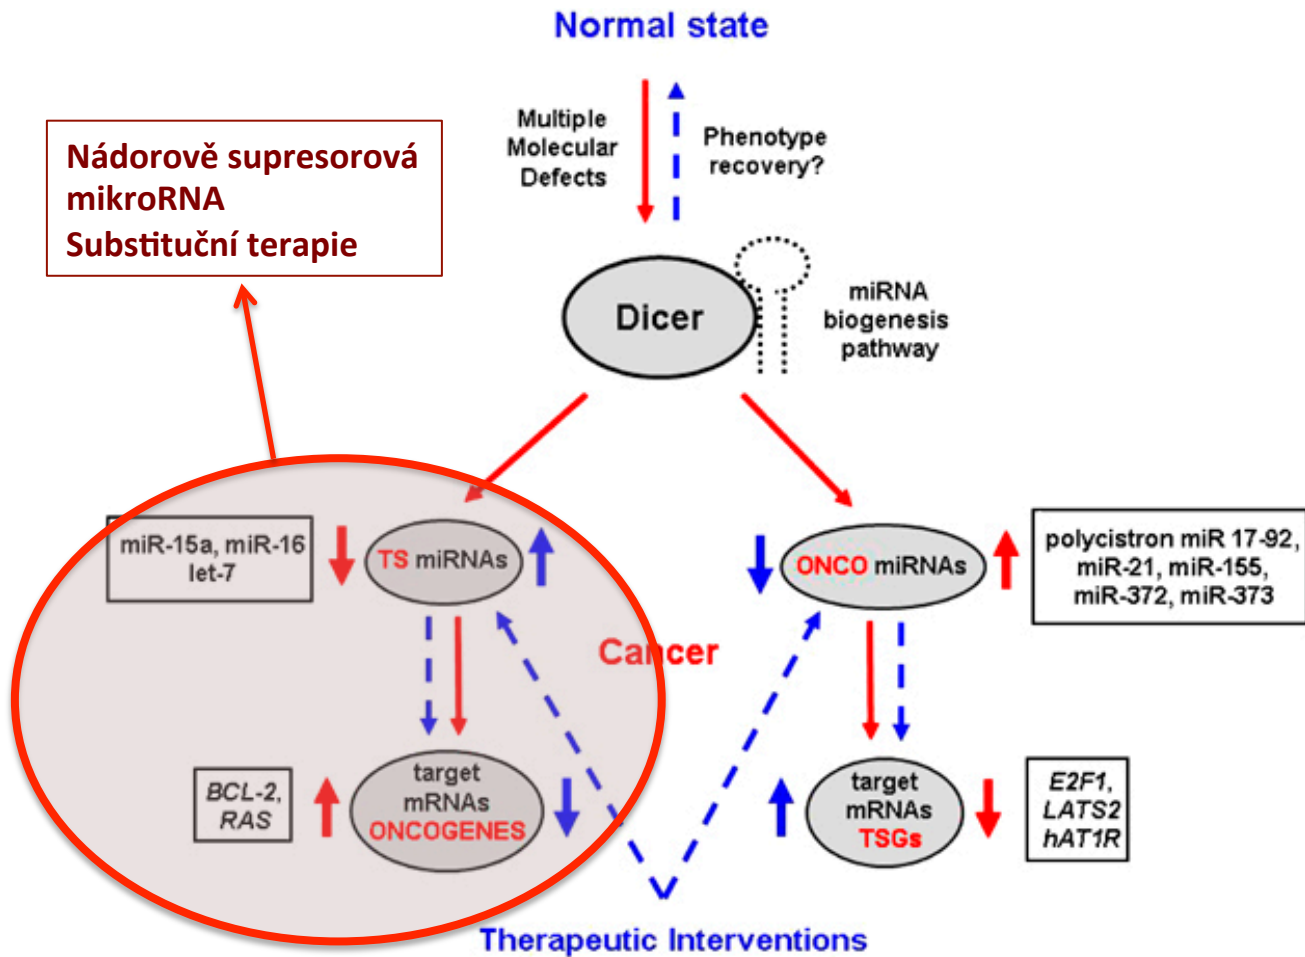 Normal state
Multiple
Molecular
Defects
Phenotype
recovery?
Nádorově supresorová
mikroRNA
Substituční terapie
Dicer
miRNA
biogenesis
pathway
miR-15a, miR-16
let-7
TS miRNAs
ONCO miRNAs
polycistron miR 17-92,
miR-21, miR-155,
miR-372, miR-373
Cancer
BCL-2,
RAS
target
mRNAs
ONCOGENES
target
mRNAs
TSGs
E2F1,
LATS2
hAT1R
Therapeutic Interventions